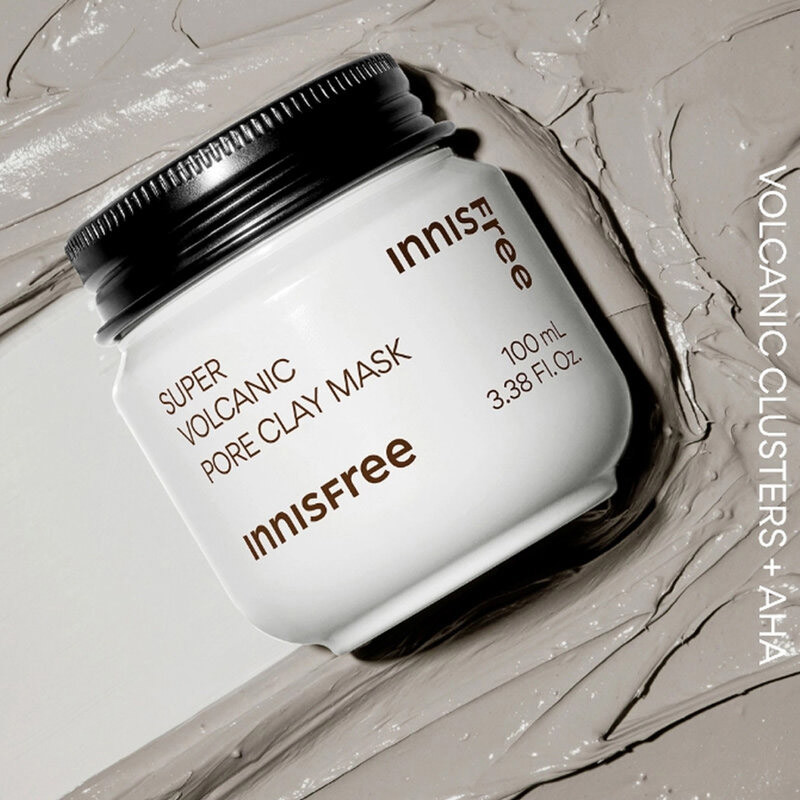 INNISFree
SUPER
VOLCANIC
PORE CLAY MASK
100 mL
3.38 Fl.Oz.
INNISFree
VOLCANIC CLUSTERS + AHA